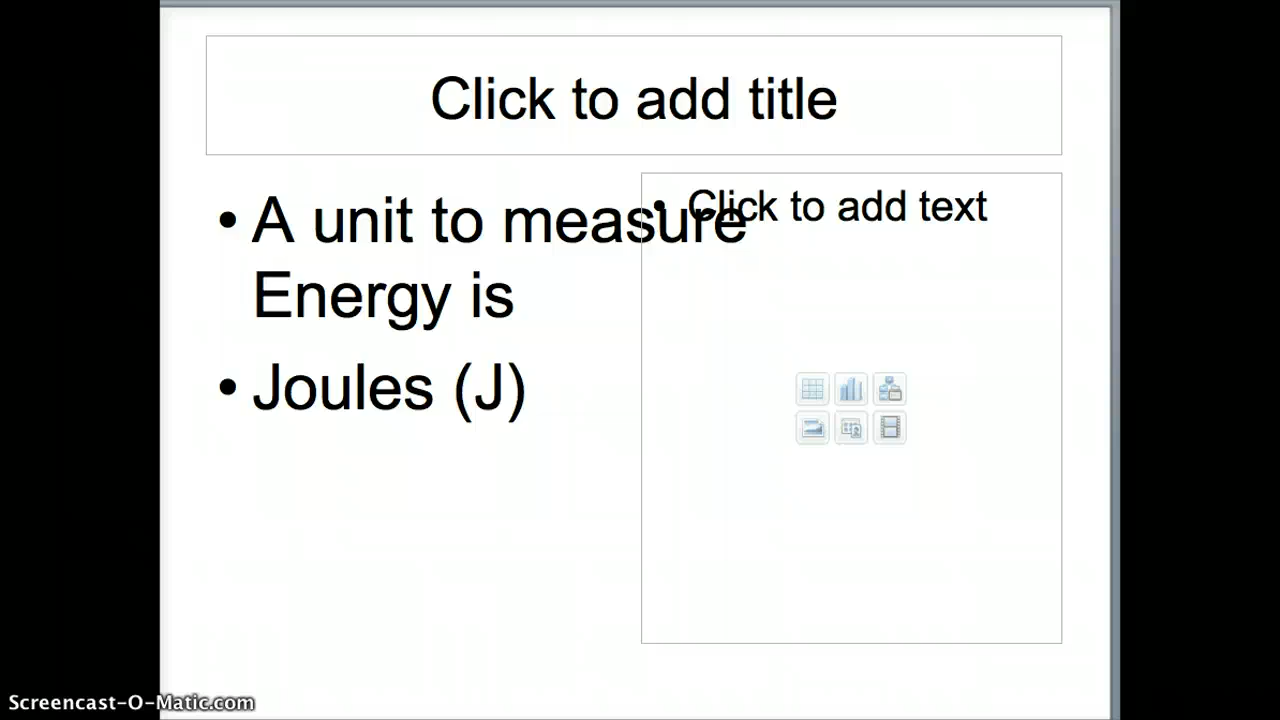 Click to add title
• A unit to measure
Energy is
• Joules (J)
• Click to add text
Screencast-O-Matic.com